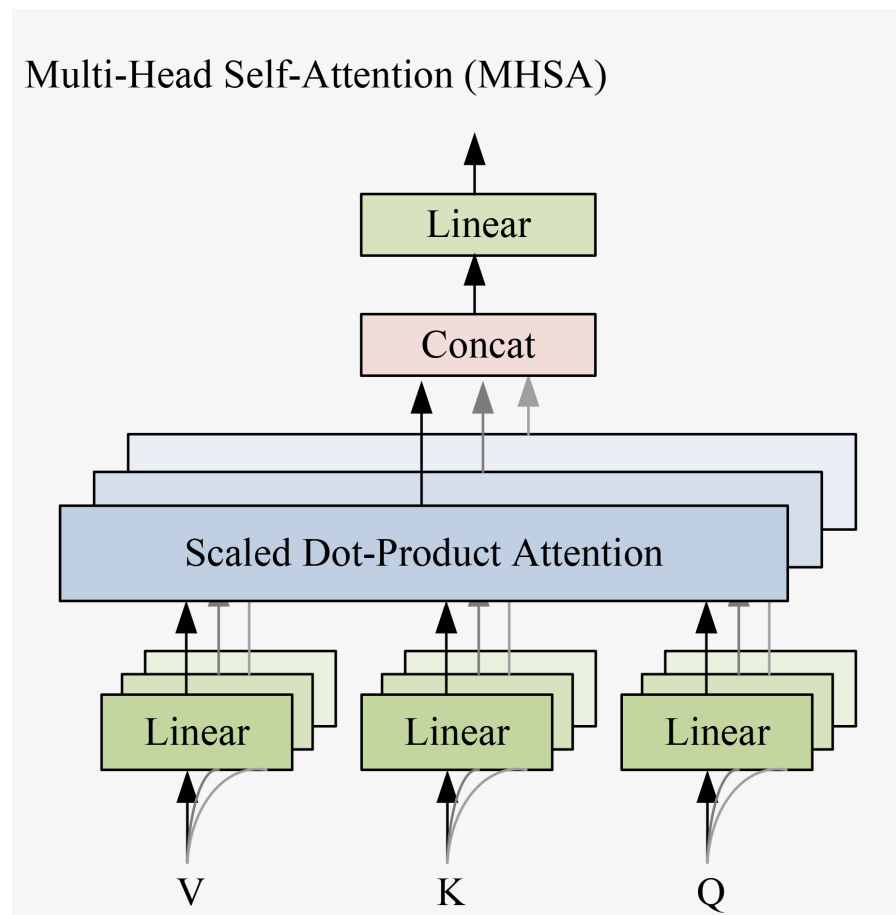 Multi-Head Self-Attention (MHSA)
Linear
Concat
Scaled Dot-Product Attention
Linear Linear Linear
V K Q